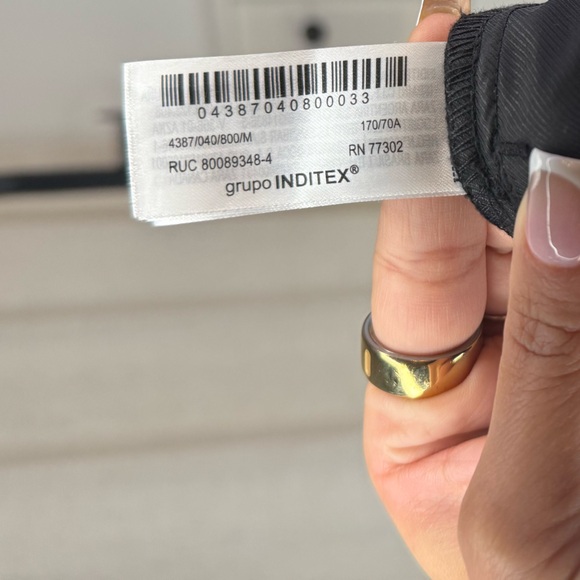 04387040800033
4387/040/800/M 170/70A
RUC 80089348-4 RN 77302
grupo INDITEX®